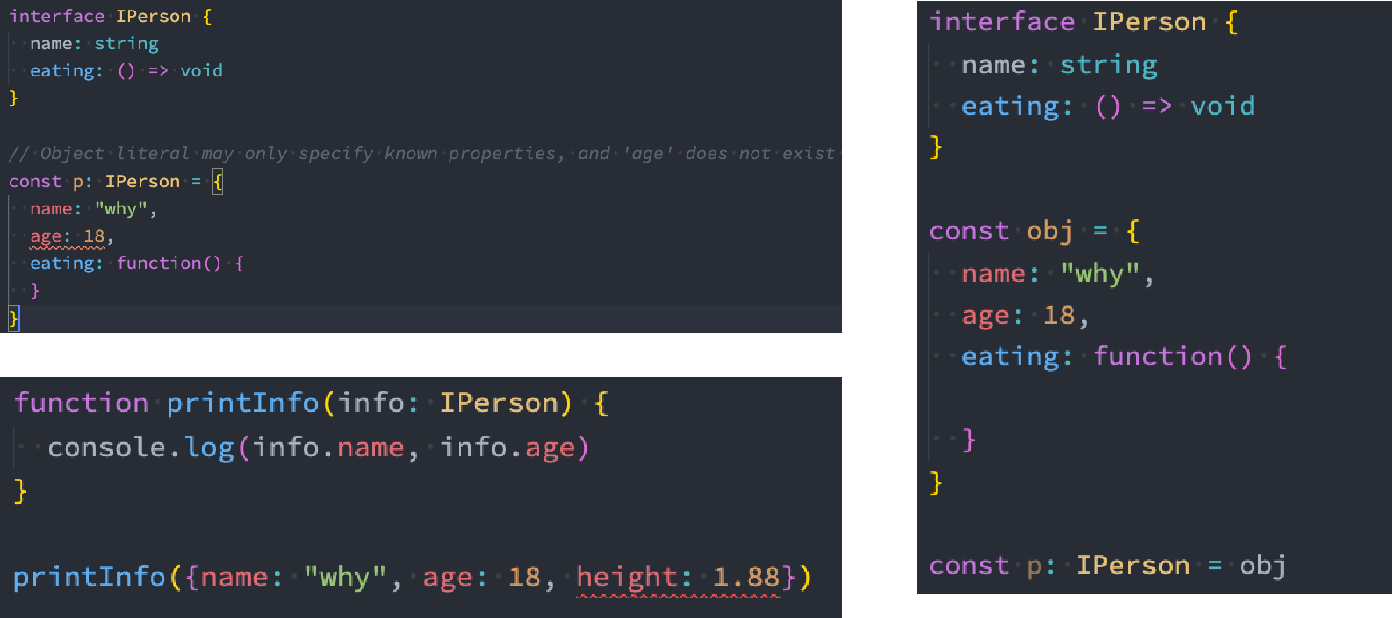 interface IPerson {
  name: string
  eating: () => void
}
// Object literal may only specify known properties, and 'age' does not exist
const p: IPerson = {
  name: "why",
  age: 18,
  eating: function() {
  }
}
function printInfo(info: IPerson) {
  console.log(info.name, info.age)
}
printInfo({name: "why", age: 18, height: 1.88})
interface IPerson {
  name: string
  eating: () => void
}
const obj = {
  name: "why",
  age: 18,
  eating: function() {
  }
}
const p: IPerson = obj